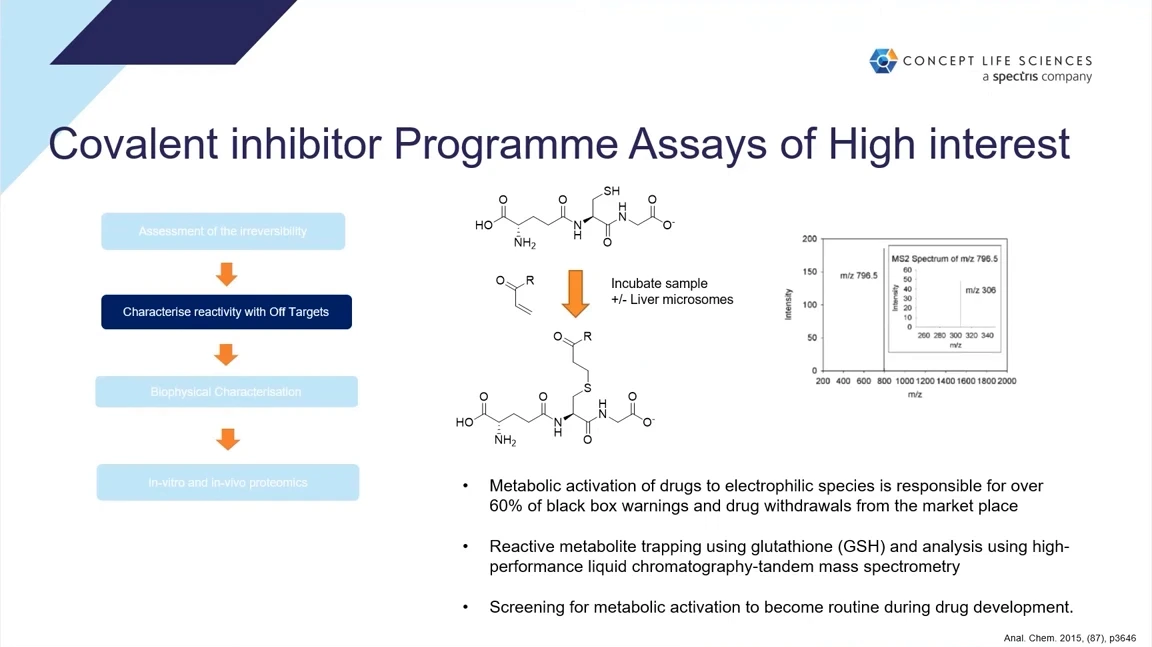 CONCEPT LIFE SCIENCES
a spectris company
Covalent inhibitor Programme Assays of High interest
Assessment of the irreversibility
Characterise reactivity with Off Targets
Biophysical Characterisation
In-vitro and in-vivo proteomics
SH
O
O
O
HO
N
H
H
N
O
O-
NH2
O
R
Incubate sample
+/- Liver microsomes
O
R
S
O
O
O
HO
N
H
H
N
O
O-
NH2
200
150
100
50
0
Intensity
m/z 796.5
MS2 Spectrum of m/z 796.5
60
50
40
30
20
10
0
Intensity
m/z 306
260 280 300 320 340
m/z
200 400 600 800 1000 1200 1400 1600 1800 2000
m/z
• Metabolic activation of drugs to electrophilic species is responsible for over
60% of black box warnings and drug withdrawals from the market place
• Reactive metabolite trapping using glutathione (GSH) and analysis using high-
performance liquid chromatography-tandem mass spectrometry
• Screening for metabolic activation to become routine during drug development.
Anal. Chem. 2015, (87), p3646